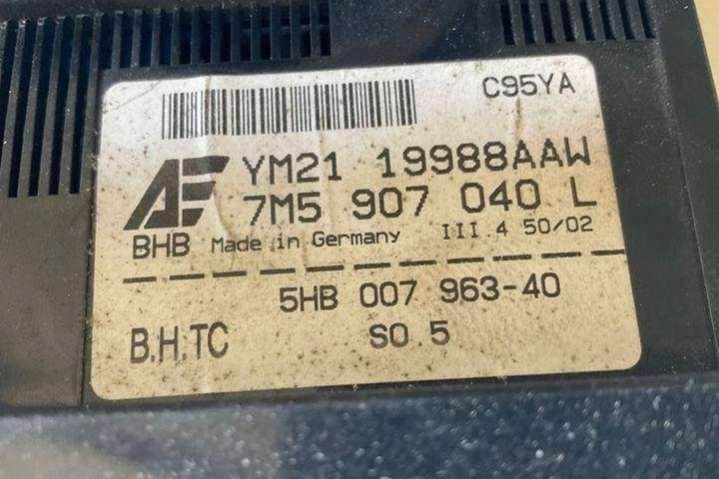 C95YA
AE YM21 19988AAW
7M5 907 040 L
BHB Made in Germany III.4 50/02
5HB 007 963-40
B.H.TC SO 5